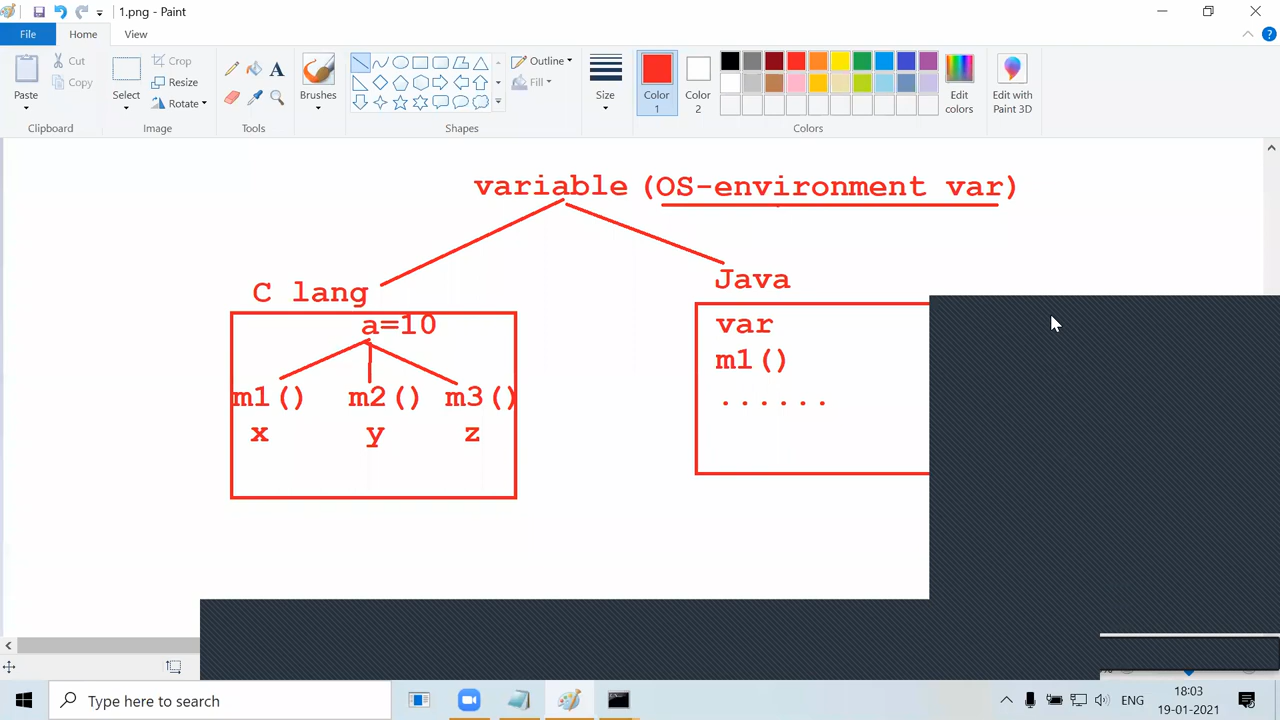 1.png - Paint
File Home View
Paste
Cut
Copy
Clipboard
Select
Crop
Resize
Rotate
Image
A
Tools
Brushes
Outline
Fill
Shapes
Size
Color 1
Color 2
Colors
Edit colors
Edit with Paint 3D
variable (OS-environment var)
C lang
Java
a=10
var
m1()
......
m1() m2() m3()
x y z
Type here to search
ENG
18:03
19-01-2021